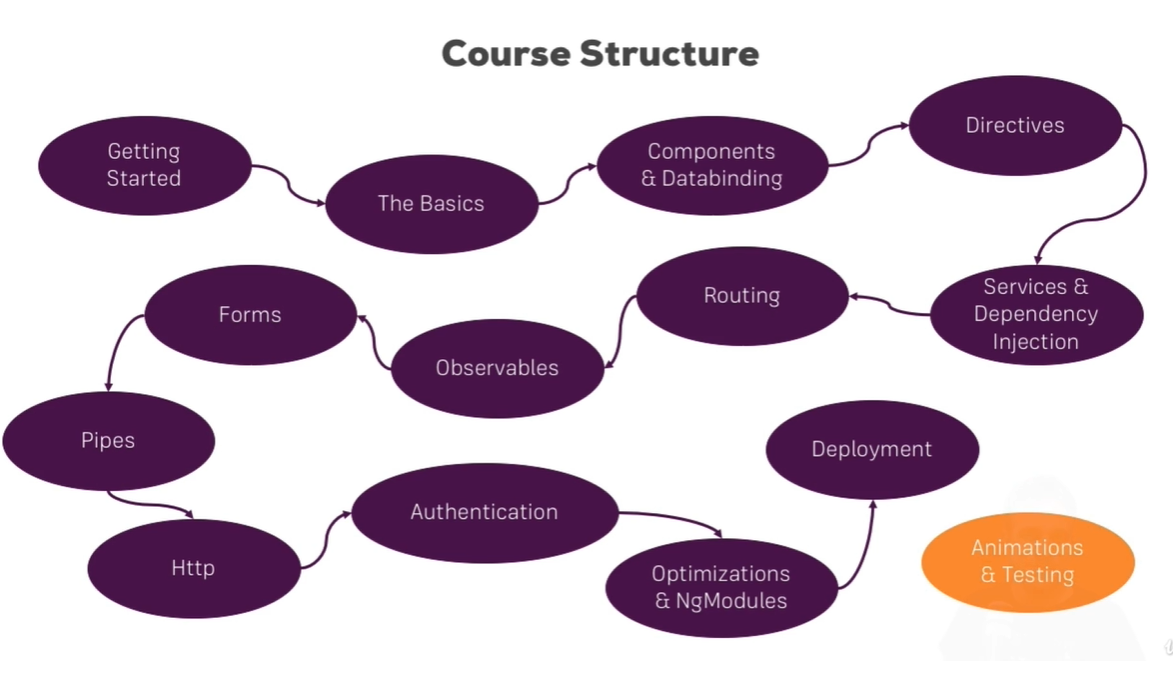 Course Structure
Getting
Started
The Basics
Components
& Databinding
Directives
Services &
Dependency
Injection
Routing
Observables
Forms
Pipes
Http
Authentication
Optimizations
& NgModules
Deployment
Animations
& Testing